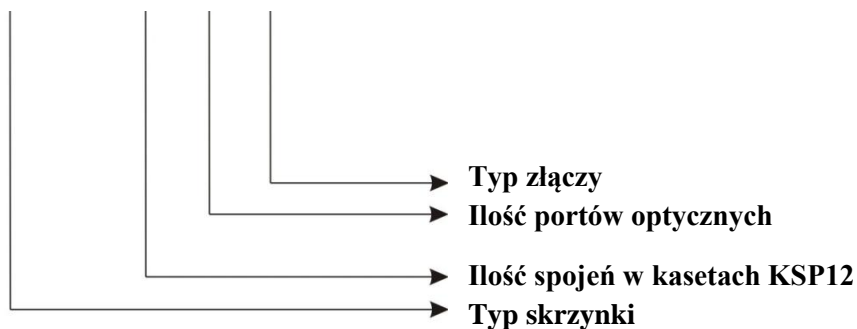 Typ złączy
Ilość portów optycznych
Ilość spojeń w kasetach KSP12
Typ skrzynki